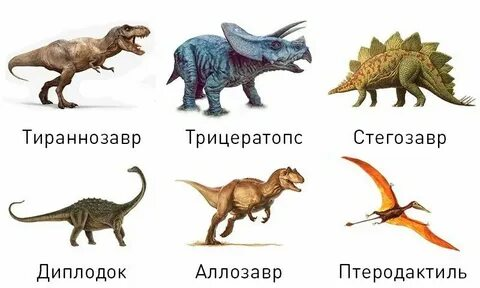 Тираннозавр
Трицератопс
Стегозавр
Диплодок
Аллозавр
Птеродактиль